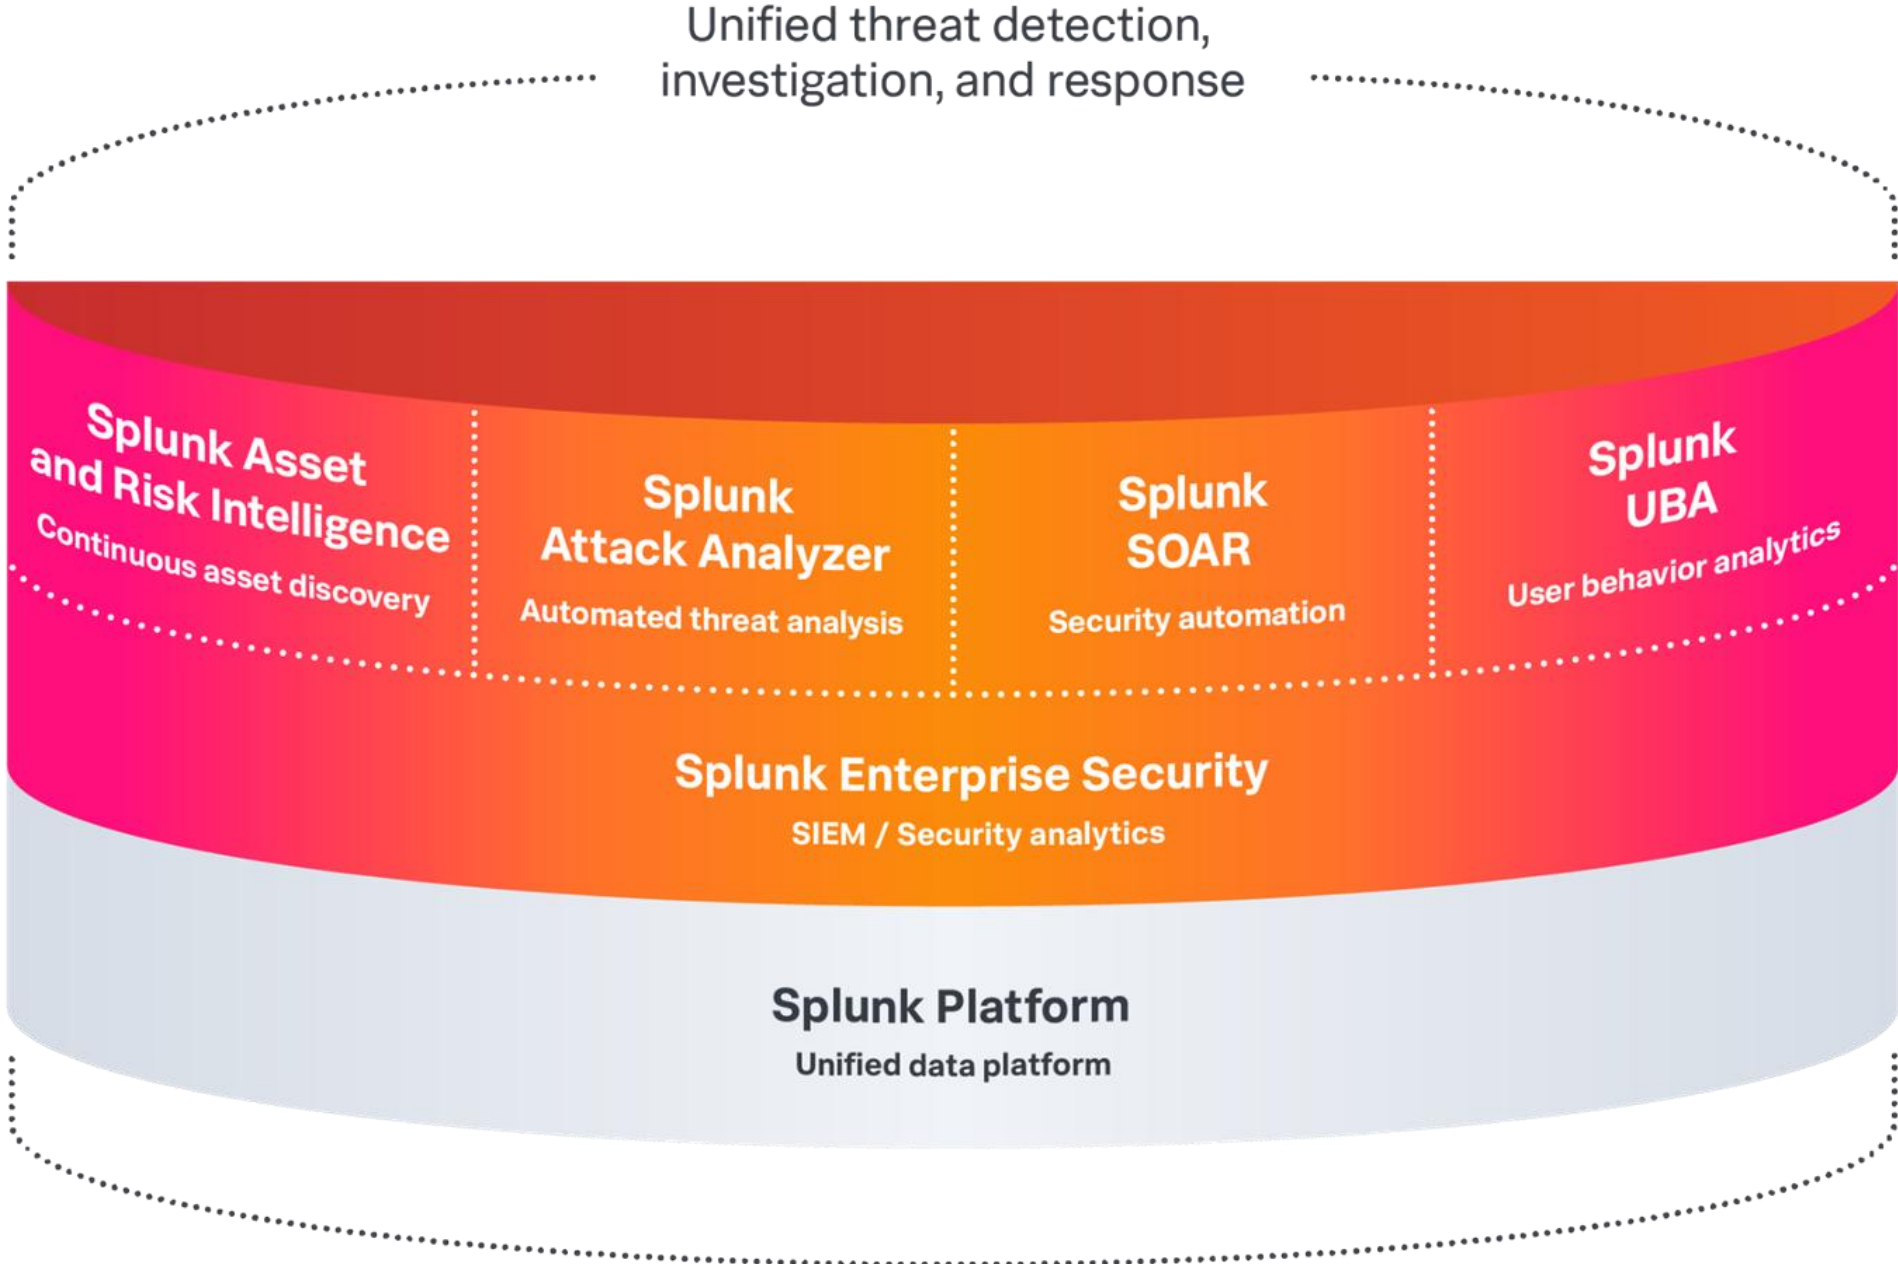 Unified threat detection,
investigation, and response
Splunk Asset
and Risk Intelligence
Continuous asset discovery
Splunk
Attack Analyzer
Automated threat analysis
Splunk
SOAR
Security automation
Splunk
UBA
User behavior analytics
Splunk Enterprise Security
SIEM / Security analytics
Splunk Platform
Unified data platform